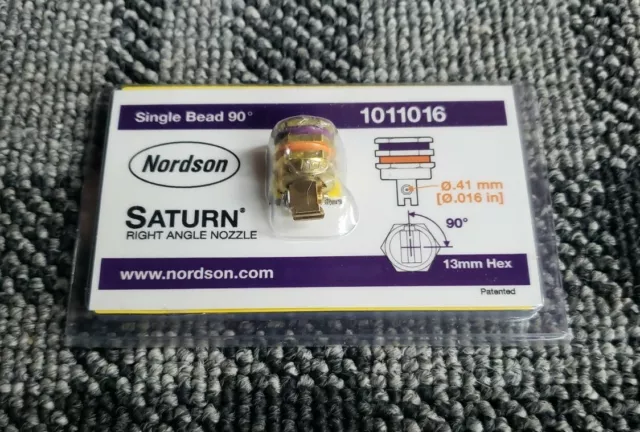 Single Bead 90°
1011016
Nordson
SATURN®
RIGHT ANGLE NOZZLE
Ø.41 mm
[Ø.016 in]
90°
www.nordson.com
13mm Hex
Patented